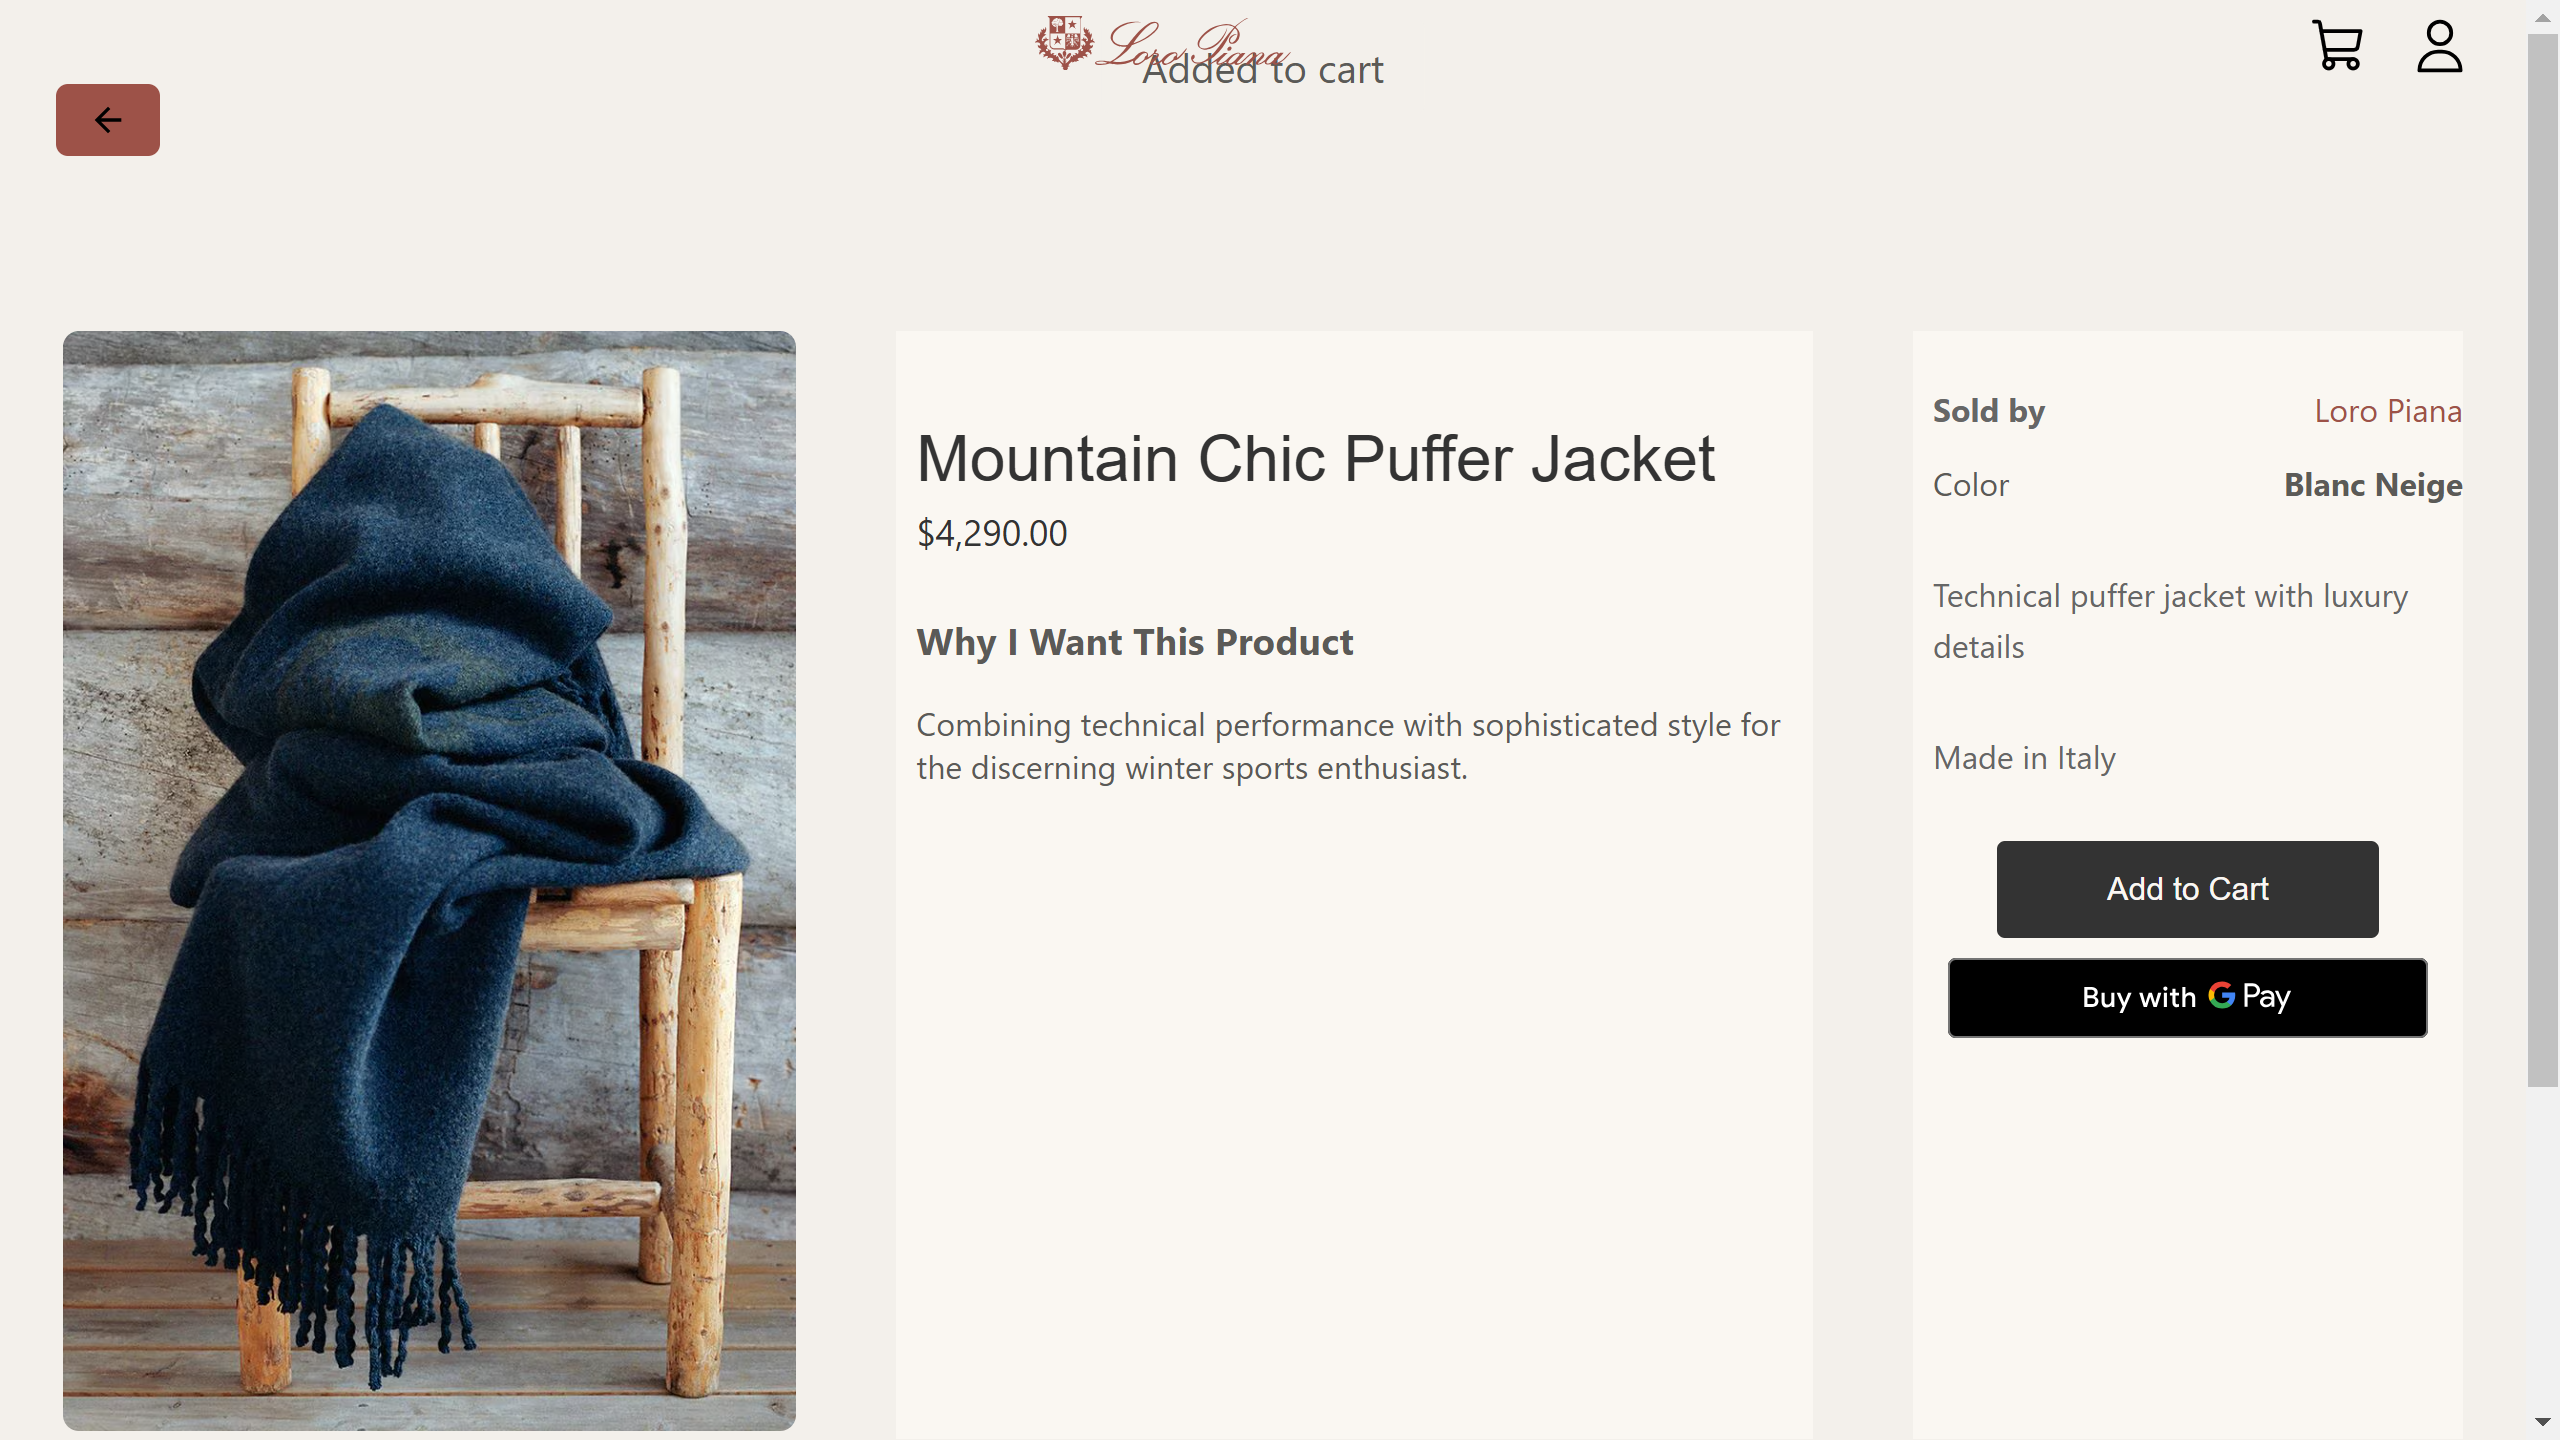 Loro Piana
Added to cart
Mountain Chic Puffer Jacket
$4,290.00
Why I Want This Product
Combining technical performance with sophisticated style for
the discerning winter sports enthusiast.
Sold by Loro Piana
Color Blanc Neige
Technical puffer jacket with luxury
details
Made in Italy
Add to Cart
Buy with G Pay